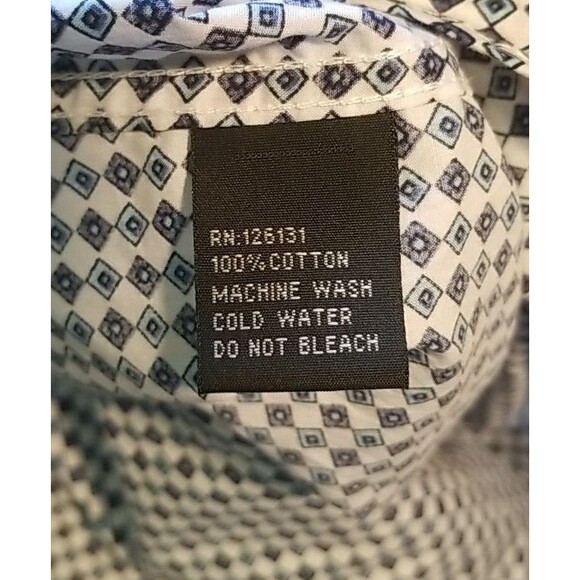 RN:126131
100% COTTON
MACHINE WASH
COLD WATER
DO NOT BLEACH